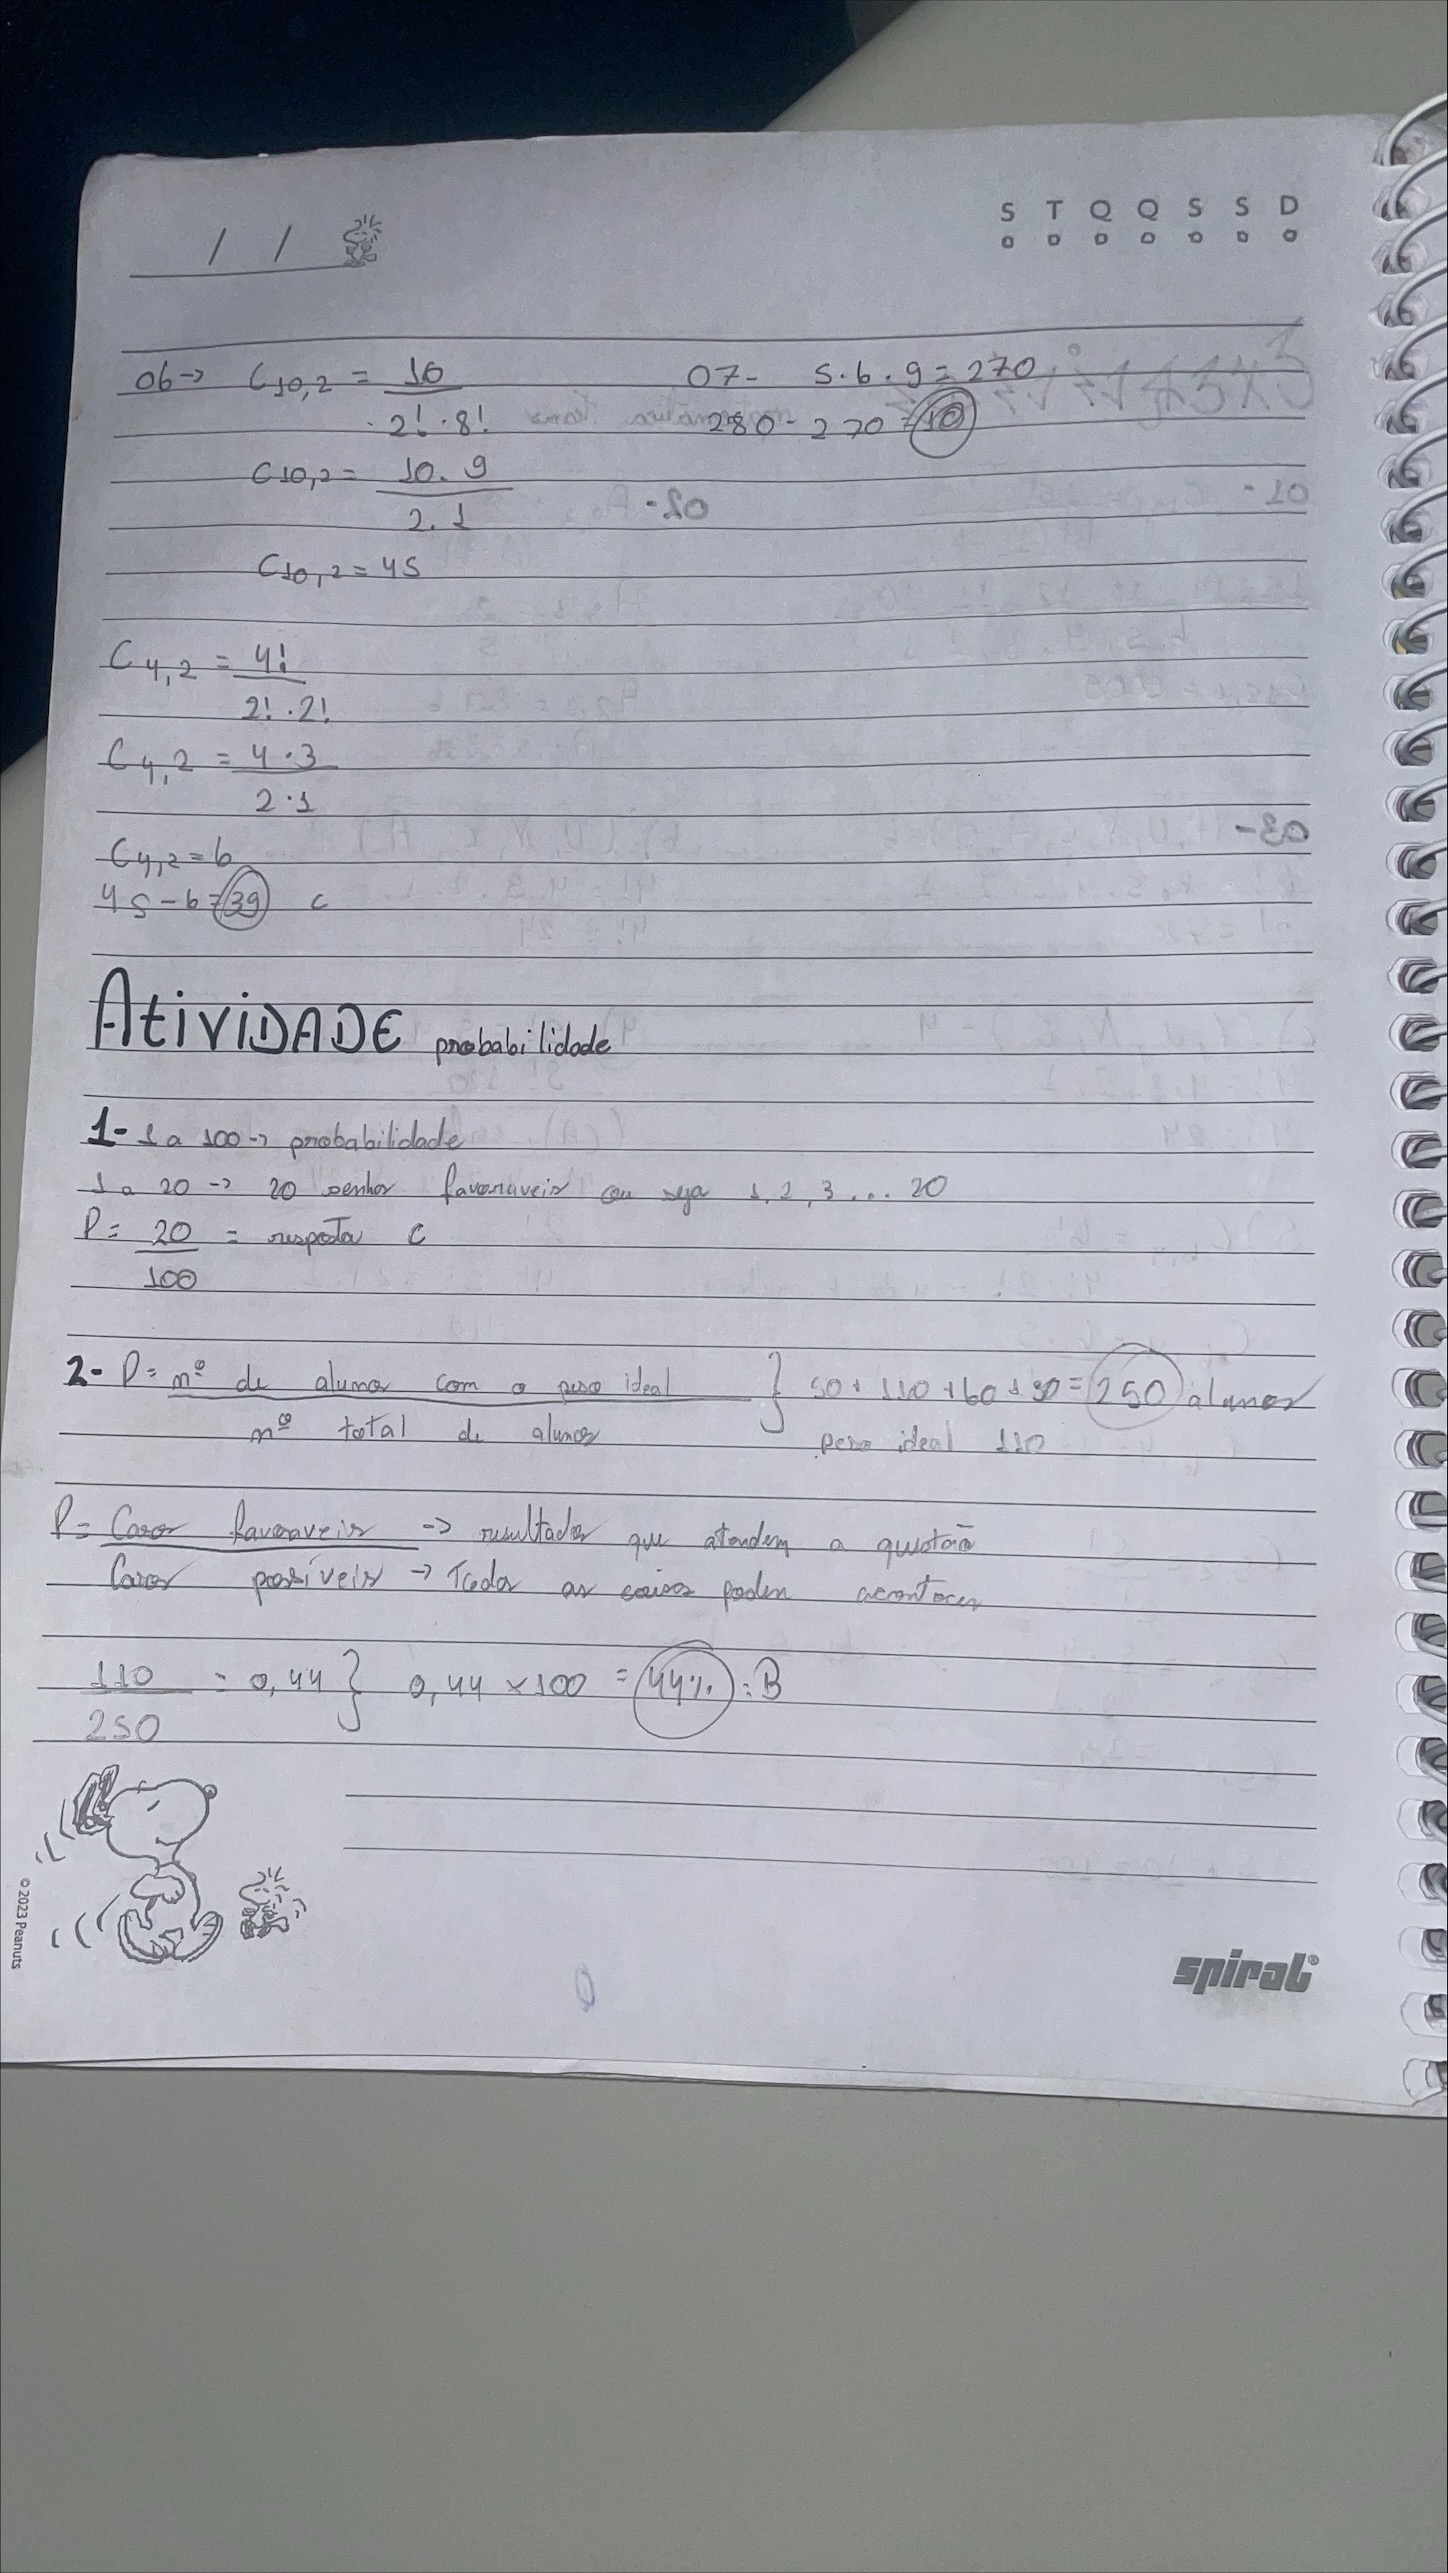 / /
S T Q Q S S D
06-> C10,2 = 10
2! . 8!
C10,2 = 10. 9
2. 1
C10,2 = 45
07- 5.6.9 = 270
280 - 270 = 10
C4,2 = 4!
2! . 2!
C4,2 = 4 . 3
2 . 1
C4,2 = 6
45 - 6 = 39 c
ATIVIDADE probabilidade
1- 1 a 100 -> probabilidade
1 a 20 -> 20 senhas favoraveis ou seja 1, 2, 3 ... 20
P = 20 = resposta C
100
2- P = nº de alunos com o peso ideal } 50 + 110 + 60 + 30 = 250 alunos
nº total de alunos peso ideal 110
P = Casos favoraveis -> resultados que atendem a questão
Casos possíveis -> Todas as coisas podem acontecer
110 = 0,44 } 0,44 x 100 = 44% : B
250
© 2023 Peanuts
spiral®